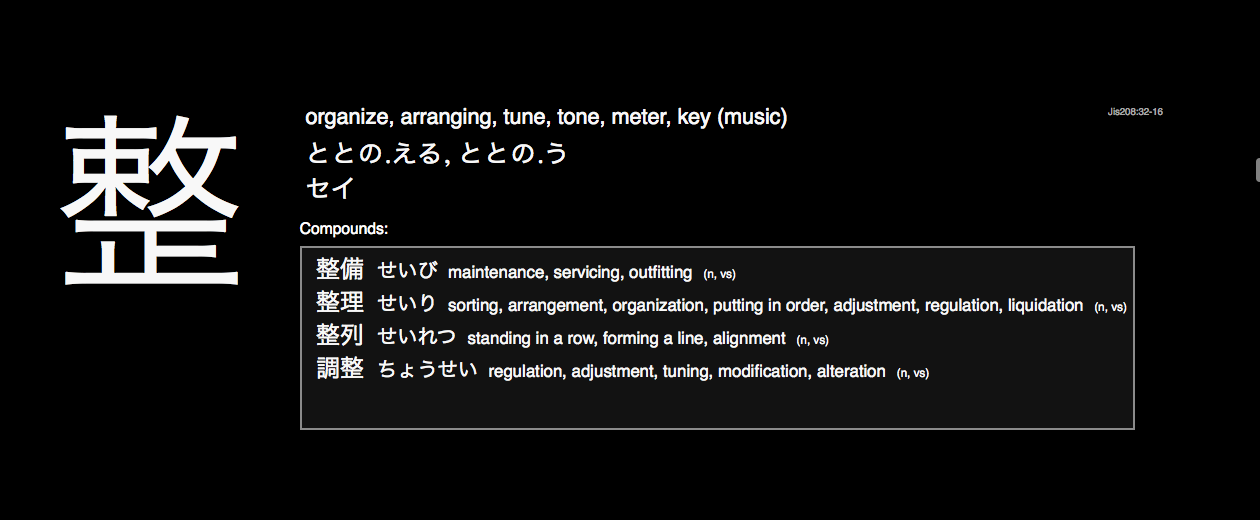 整
organize, arranging, tune, tone, meter, key (music)
Jis208:32-16
ととの.える, ととの.う
セイ
Compounds:
整備 せいび maintenance, servicing, outfitting (n, vs)
整理 せいり sorting, arrangement, organization, putting in order, adjustment, regulation, liquidation (n, vs)
整列 せいれつ standing in a row, forming a line, alignment (n, vs)
調整 ちょうせい regulation, adjustment, tuning, modification, alteration (n, vs)